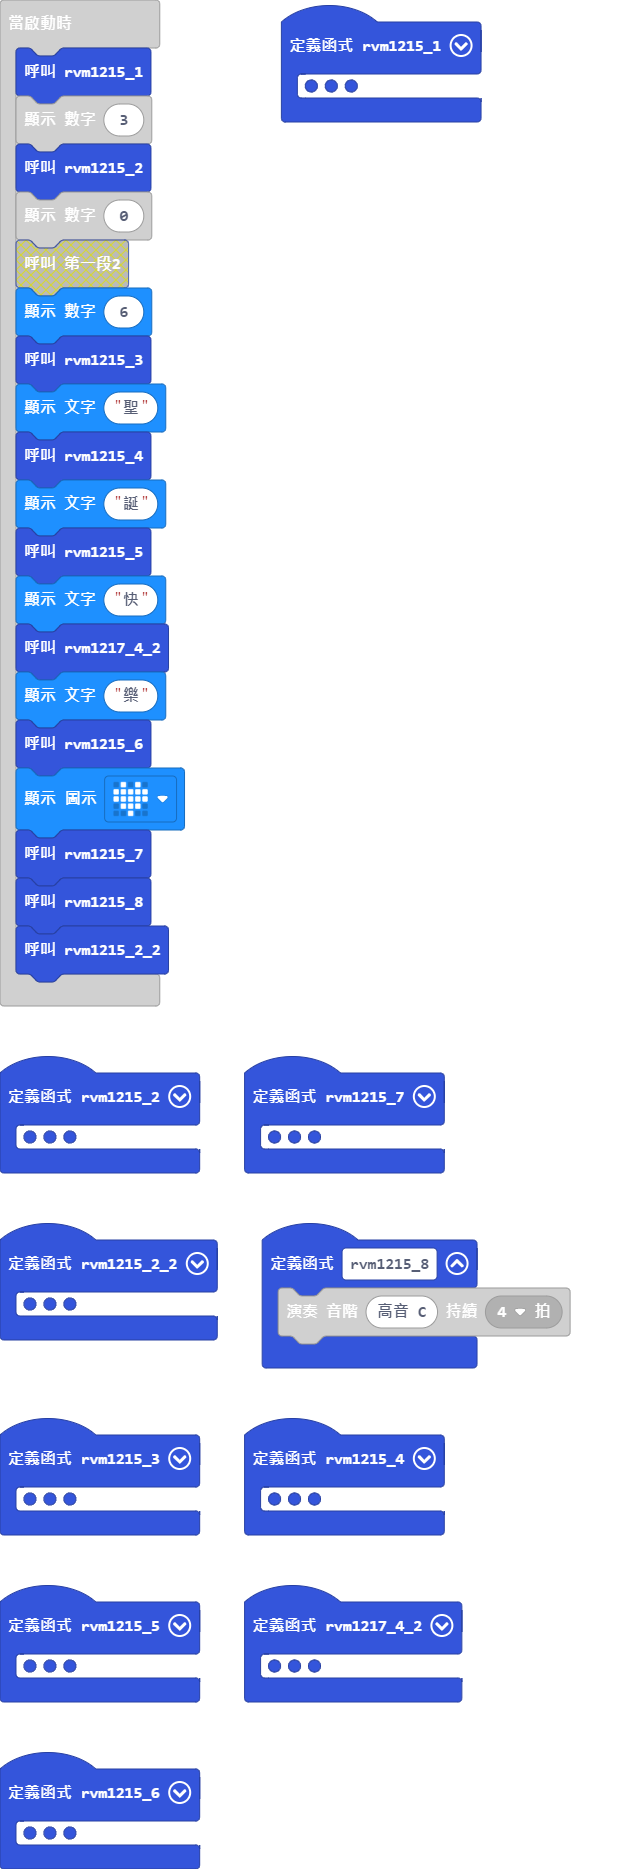 當啟動時
呼叫 rvm1215_1
顯示 數字 3
呼叫 rvm1215_2
顯示 數字 0
呼叫 第一段2
顯示 數字 6
呼叫 rvm1215_3
顯示 文字 "聖"
呼叫 rvm1215_4
顯示 文字 "誕"
呼叫 rvm1215_5
顯示 文字 "快"
呼叫 rvm1217_4_2
顯示 文字 "樂"
呼叫 rvm1215_6
顯示 圖示
呼叫 rvm1215_7
呼叫 rvm1215_8
呼叫 rvm1215_2_2
定義函式 rvm1215_1
定義函式 rvm1215_2
定義函式 rvm1215_7
定義函式 rvm1215_2_2
定義函式 rvm1215_8
演奏 音階 高音 C 持續 4 拍
定義函式 rvm1215_3
定義函式 rvm1215_4
定義函式 rvm1215_5
定義函式 rvm1217_4_2
定義函式 rvm1215_6